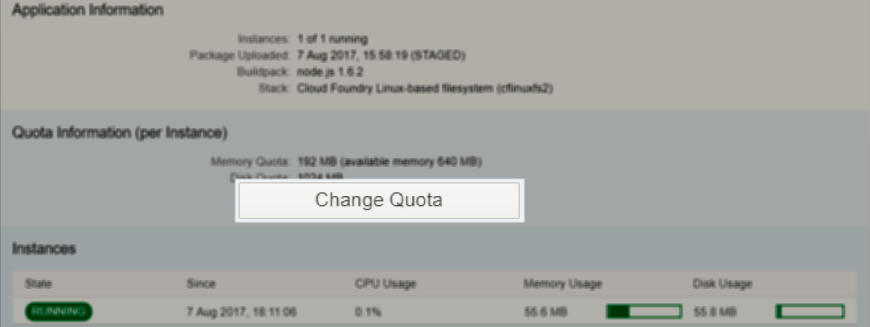 Application Information
Instances: 1 of 1 running
Package Uploaded: 7 Aug 2017, 15:58:19 (STAGED)
Buildpack: node js 1.6.2
Stack: Cloud Foundry Linux-based filesystem (cflinuxfs2)
Quota Information (per Instance)
Memory Quota: 192 MB (available memory 640 MB)
Disk Quota: 1024 MB
Change Quota
Instances
State Since CPU Usage Memory Usage Disk Usage
RUNNING 7 Aug 2017, 18:11:06 0.1% 55.6 MB 55.8 MB